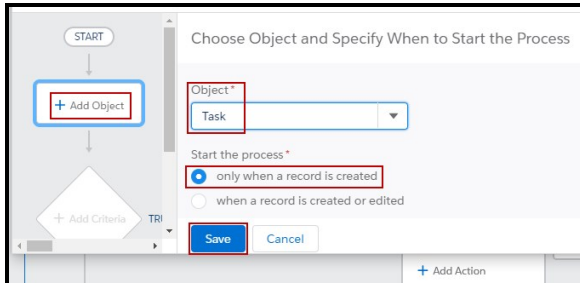 START
Choose Object and Specify When to Start the Process
+ Add Object
Object*
Task
Start the process*
only when a record is created
when a record is created or edited
+ Add Criteria
TRU
Save
Cancel
+ Add Action